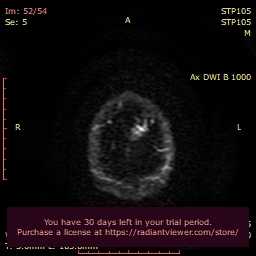 Im: 52/54
STP105
Se: 5
A
STP105
M
Ax DWI B 1000
R
L
You have 30 days left in your trial period.
Purchase a license at https://radiantviewer.com/store/